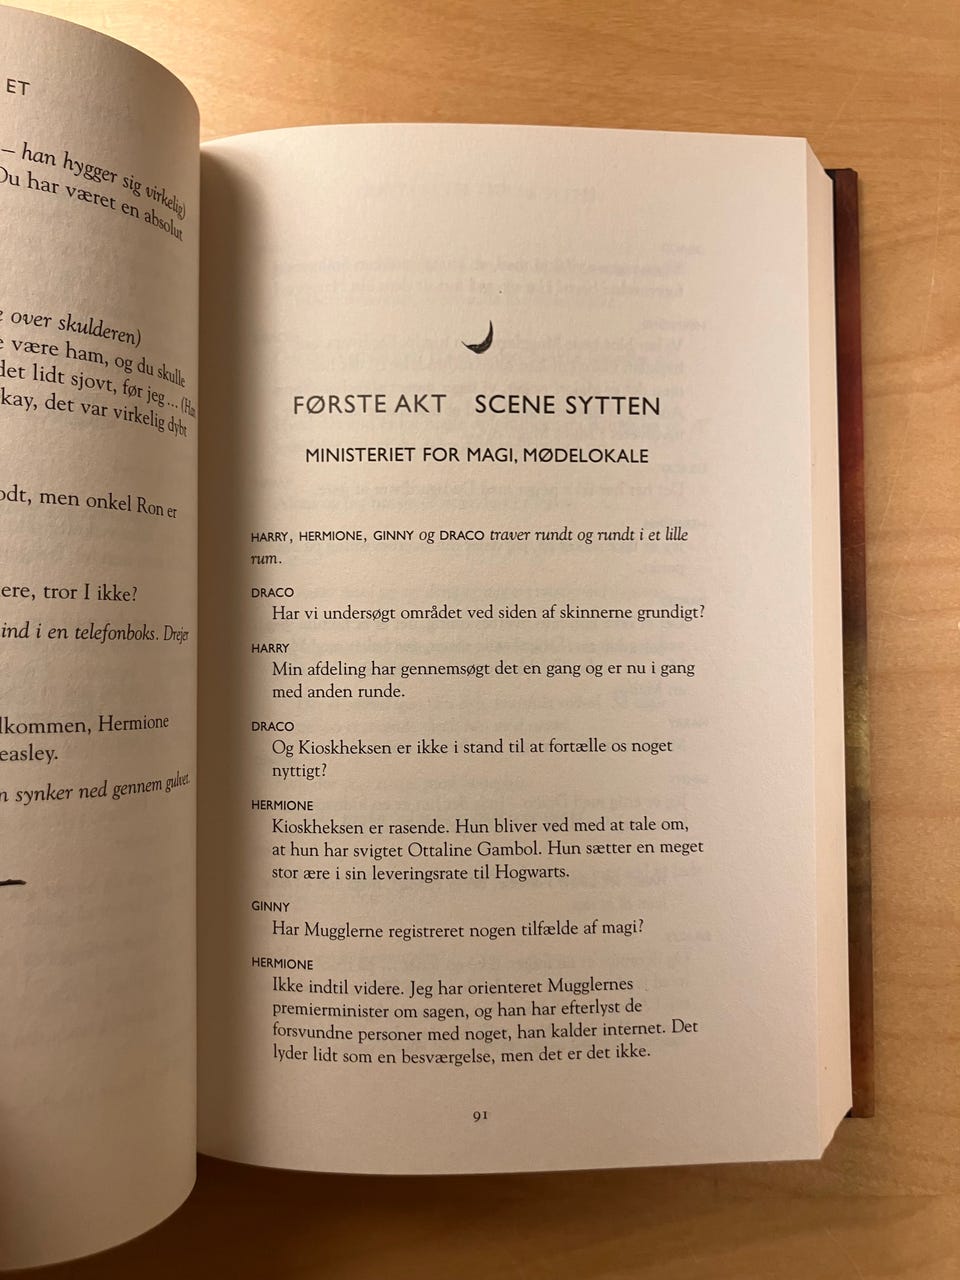 ET
– han hygger sig virkelig)
Du har været en absolut
over skulderen)
være ham, og du skulle
det lidt sjovt, før jeg ... (Han
kay, det var virkelig dybt
odt, men onkel Ron er
ere, tror I ikke?
ind i en telefonboks. Drejer
lkommen, Hermione
easley.
n synker ned gennem gulvet.
FØRSTE AKT SCENE SYTTEN
MINISTERIET FOR MAGI, MØDELOKALE
HARRY, HERMIONE, GINNY og DRACO traver rundt og rundt i et lille
rum.
DRACO
Har vi undersøgt området ved siden af skinnerne grundigt?
HARRY
Min afdeling har gennemsøgt det en gang og er nu i gang
med anden runde.
DRACO
Og Kioskheksen er ikke i stand til at fortælle os noget
nyttigt?
HERMIONE
Kioskheksen er rasende. Hun bliver ved med at tale om,
at hun har svigtet Ottaline Gambol. Hun sætter en meget
stor ære i sin leveringsrate til Hogwarts.
GINNY
Har Mugglerne registreret nogen tilfælde af magi?
HERMIONE
Ikke indtil videre. Jeg har orienteret Mugglernes
premierminister om sagen, og han har efterlyst de
forsvundne personer med noget, han kalder internet. Det
lyder lidt som en besværgelse, men det er det ikke.
91